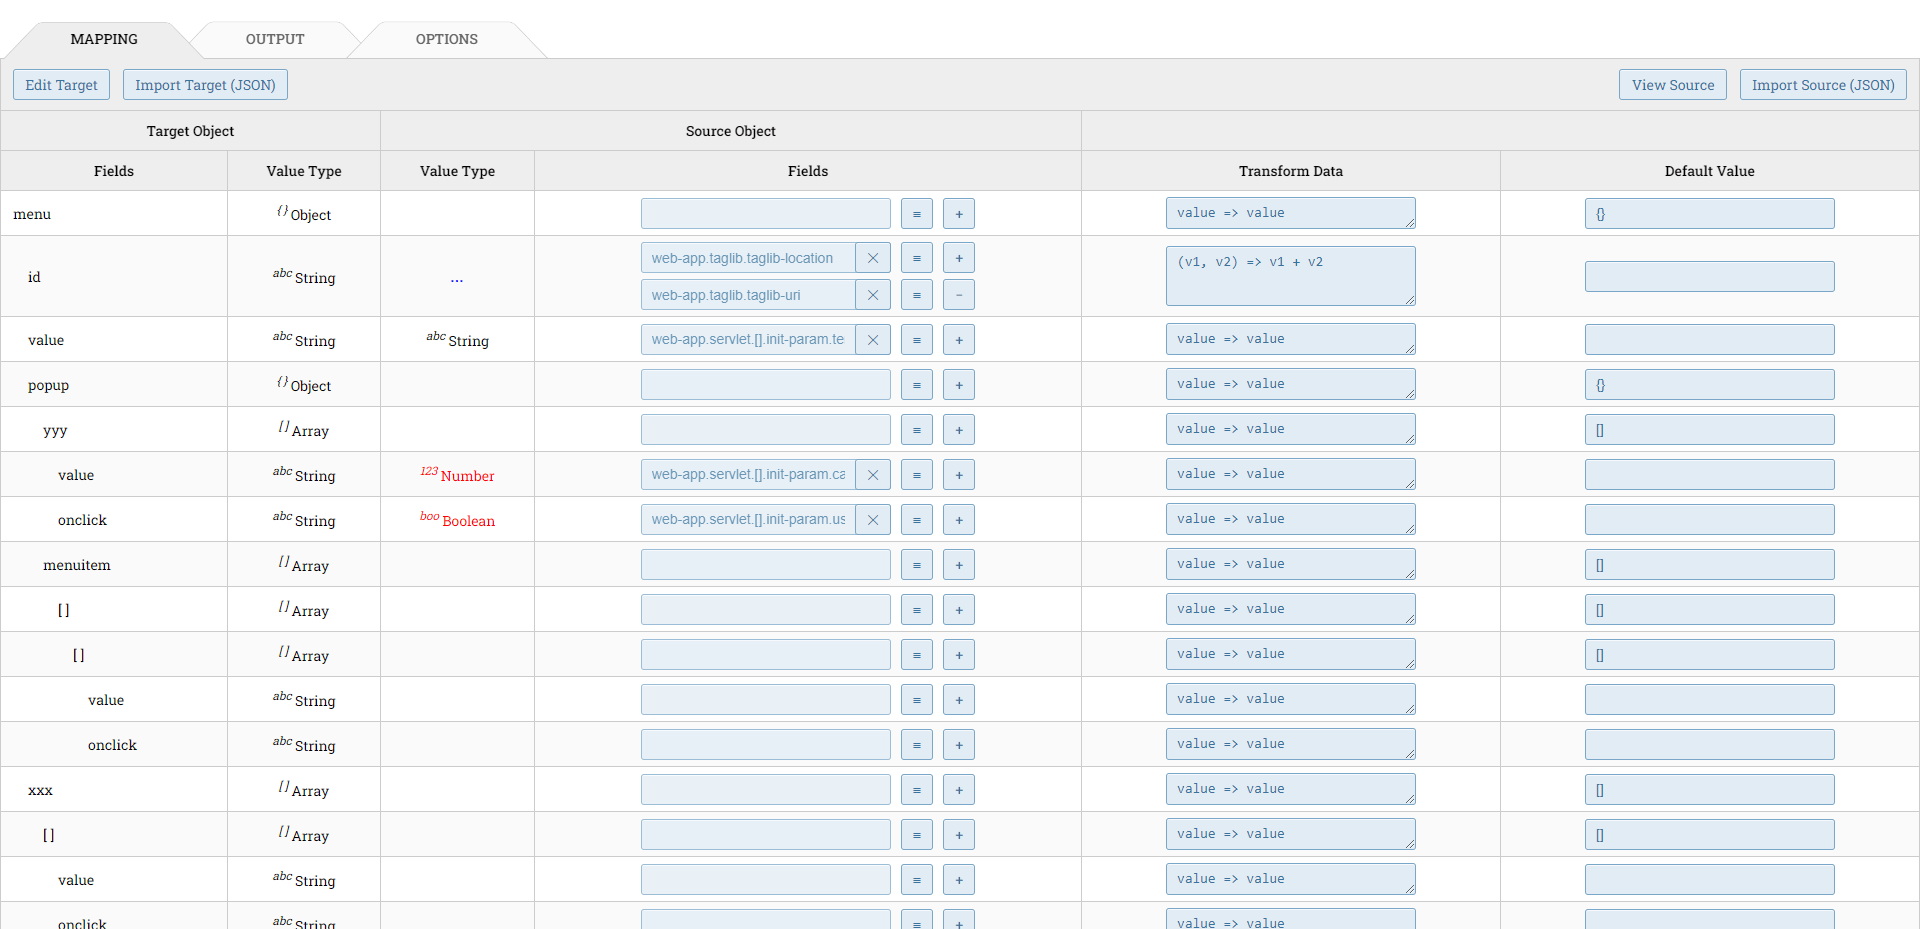 MAPPING OUTPUT OPTIONS
Edit Target Import Target (JSON) View Source Import Source (JSON)
Target Object Source Object
Fields Value Type Value Type Fields Transform Data Default Value
menu {} Object ≡ + value => value {}
id abc String ... web-app.taglib.taglib-location × ≡ + (v1, v2) => v1 + v2
web-app.taglib.taglib-uri × ≡ −
value abc String abc String web-app.servlet.[].init-param.te × ≡ + value => value
popup {} Object ≡ + value => value {}
yyy [] Array ≡ + value => value []
value abc String 123 Number web-app.servlet.[].init-param.ca × ≡ + value => value
onclick abc String boo Boolean web-app.servlet.[].init-param.us × ≡ + value => value
menuitem [] Array ≡ + value => value []
[] [] Array ≡ + value => value []
[] [] Array ≡ + value => value []
value abc String ≡ + value => value
onclick abc String ≡ + value => value
xxx [] Array ≡ + value => value []
[] [] Array ≡ + value => value []
value abc String ≡ + value => value
onclick abc String ≡ + value => value